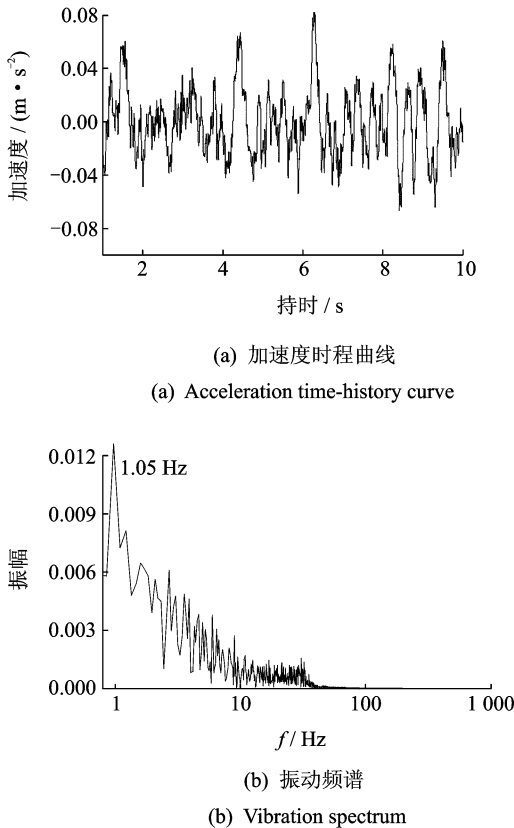 0.08
0.04
0.00
−0.04
−0.08
加速度 / (m • s⁻²)
2 4 6 8 10
持时 / s
(a) 加速度时程曲线
(a) Acceleration time-history curve
0.012
0.009
0.006
0.003
0.000
振幅
1.05 Hz
1 10 100 1 000
f / Hz
(b) 振动频谱
(b) Vibration spectrum